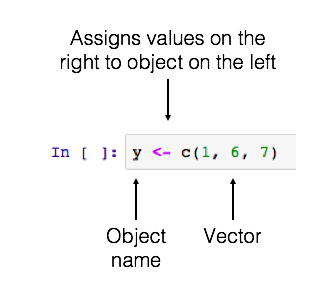 Assigns values on the
right to object on the left
In [ ]: y <- c(1, 6, 7)
Object
name
Vector